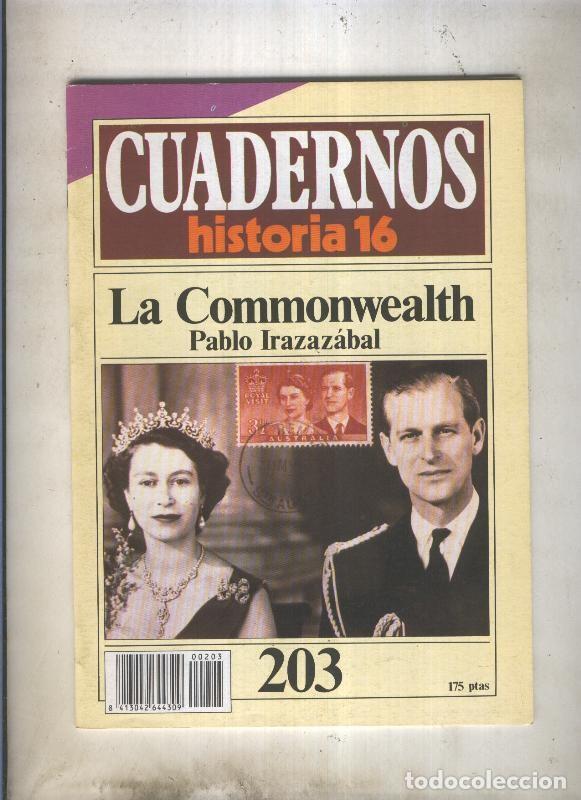 CUADERNOS
historia 16
La Commonwealth
Pablo Irazazábal
ROYAL
VISIT
AUSTRALIA
00203
8 413042 644309
203
175 ptas
todocoleccion